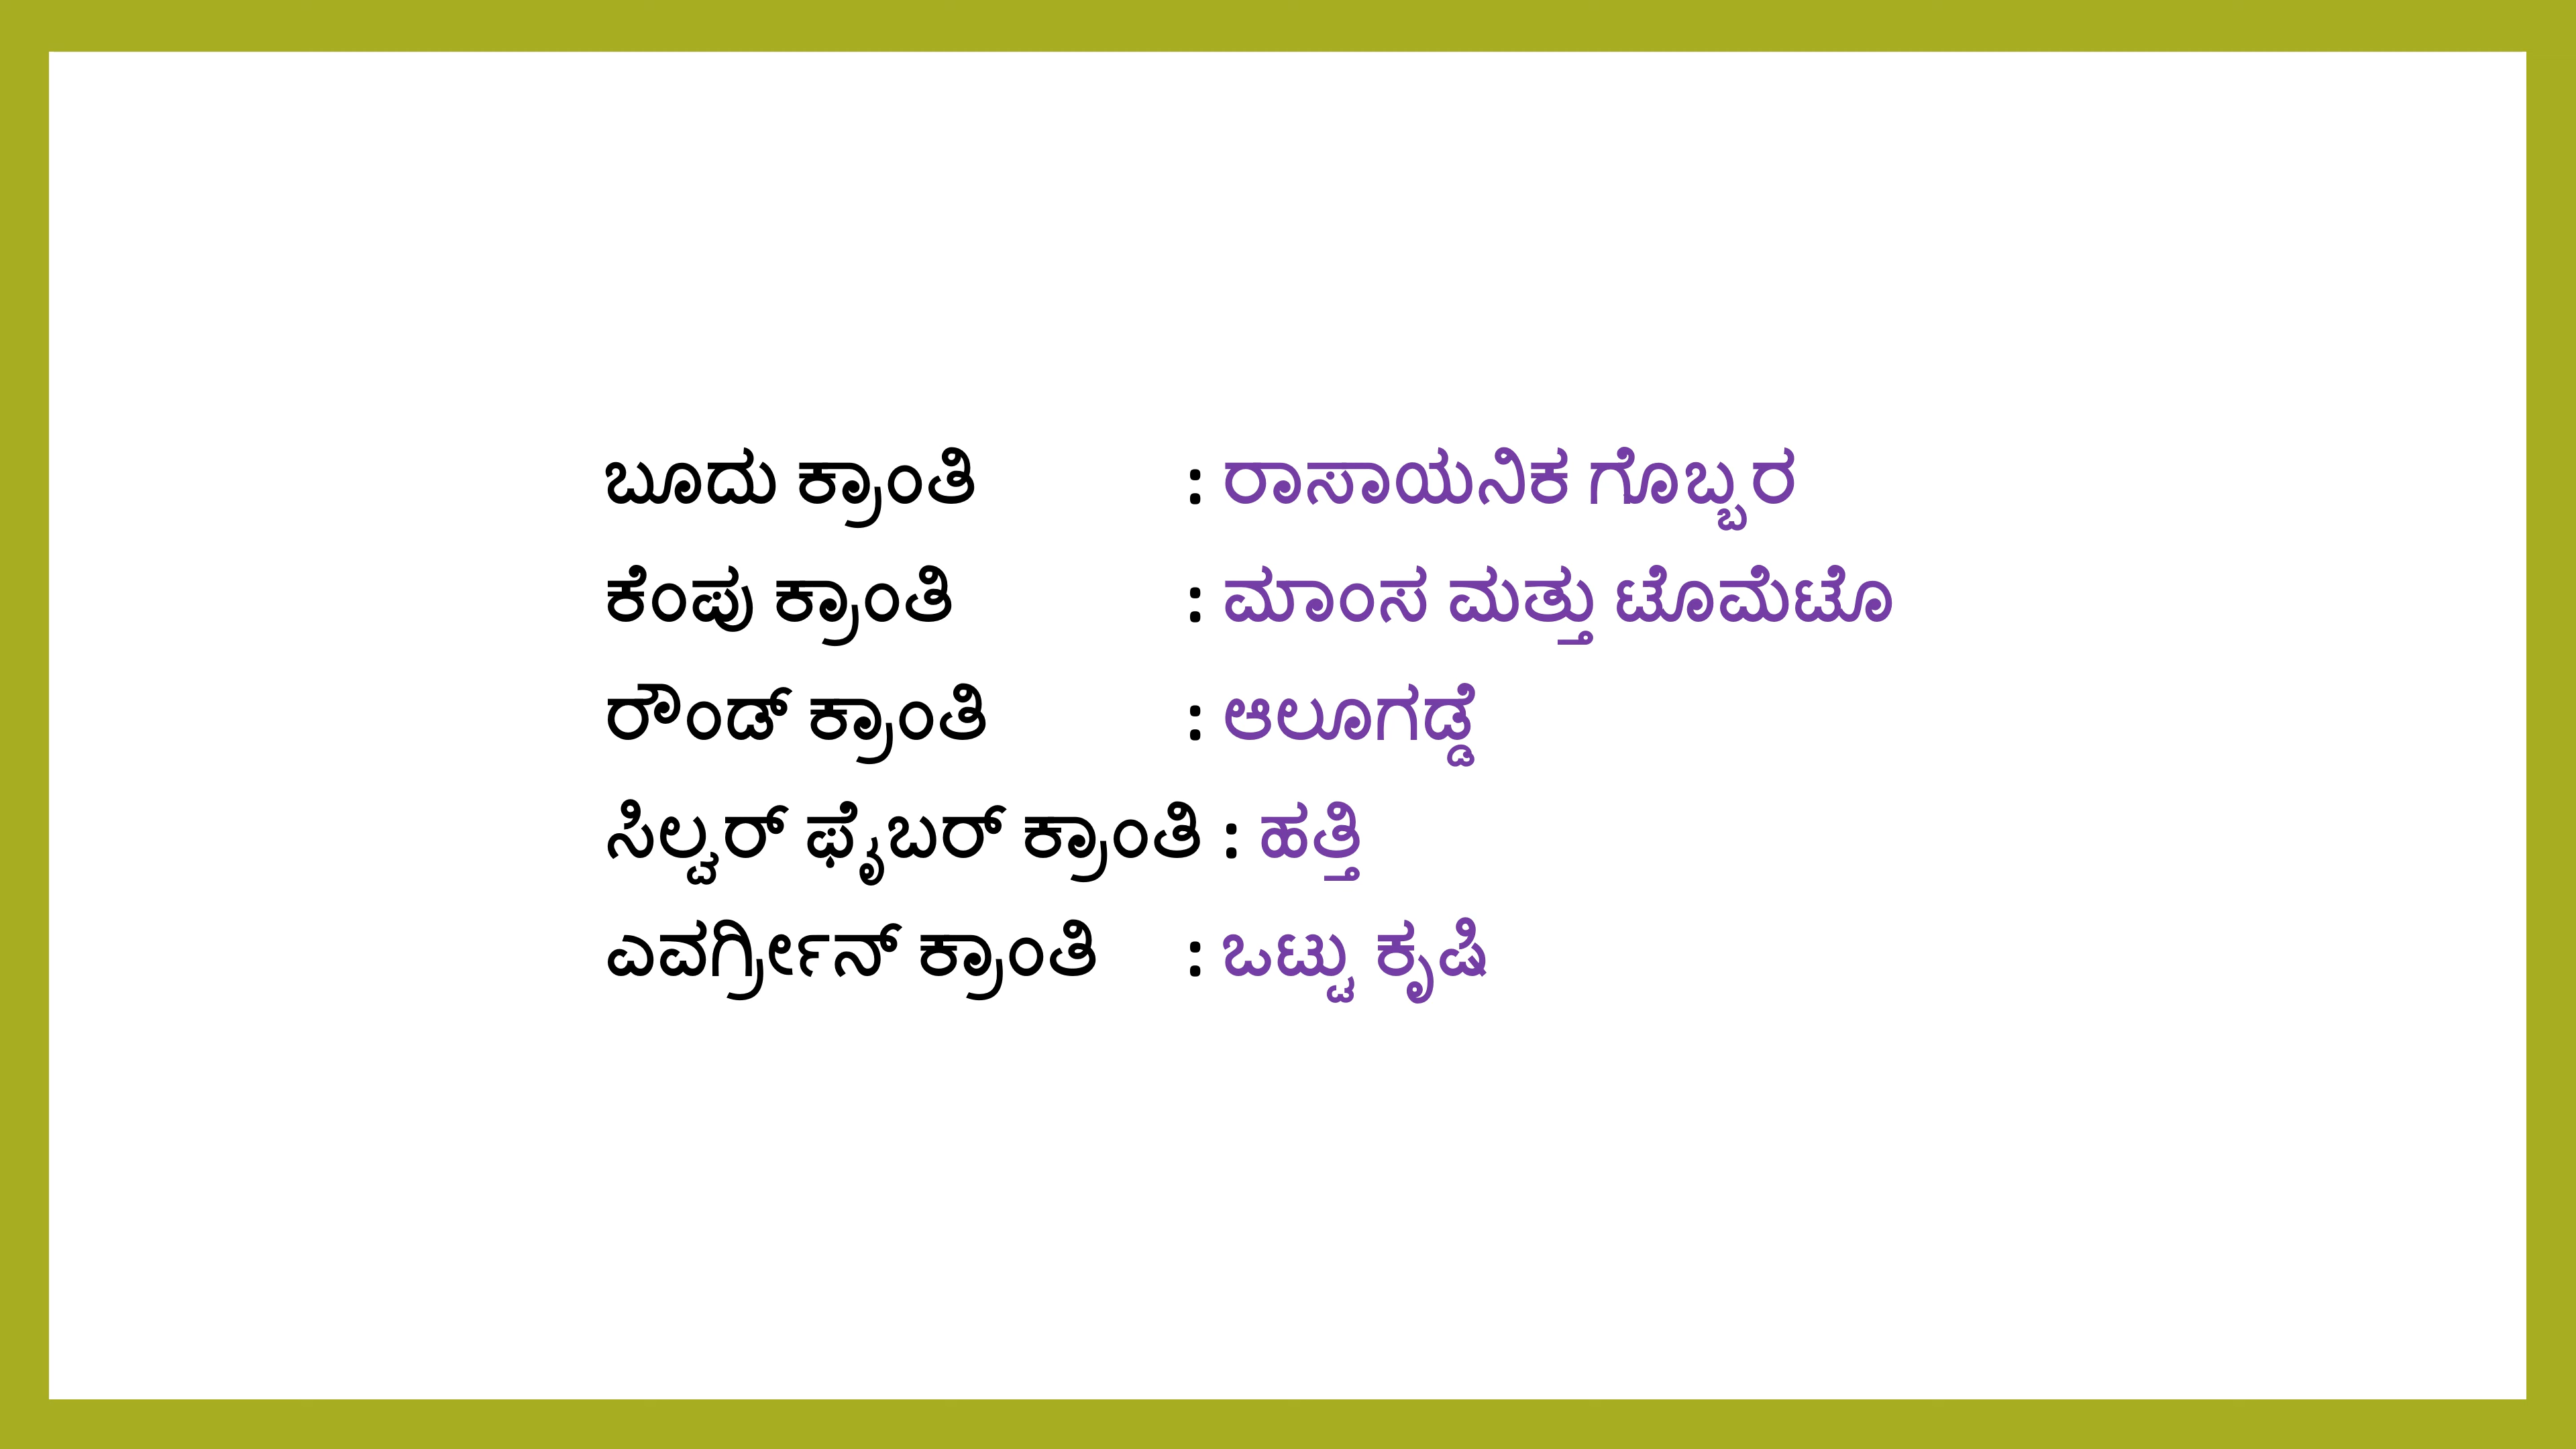 ಬೂದು ಕ್ರಾಂತಿ : ರಾಸಾಯನಿಕ ಗೊಬ್ಬರ
ಕೆಂಪು ಕ್ರಾಂತಿ : ಮಾಂಸ ಮತ್ತು ಟೊಮೆಟೊ
ರೌಂಡ್ ಕ್ರಾಂತಿ : ಆಲೂಗಡ್ಡೆ
ಸಿಲ್ವರ್ ಫೈಬರ್ ಕ್ರಾಂತಿ : ಹತ್ತಿ
ಎವರ್ಗ್ರೀನ್ ಕ್ರಾಂತಿ : ಒಟ್ಟು ಕೃಷಿ